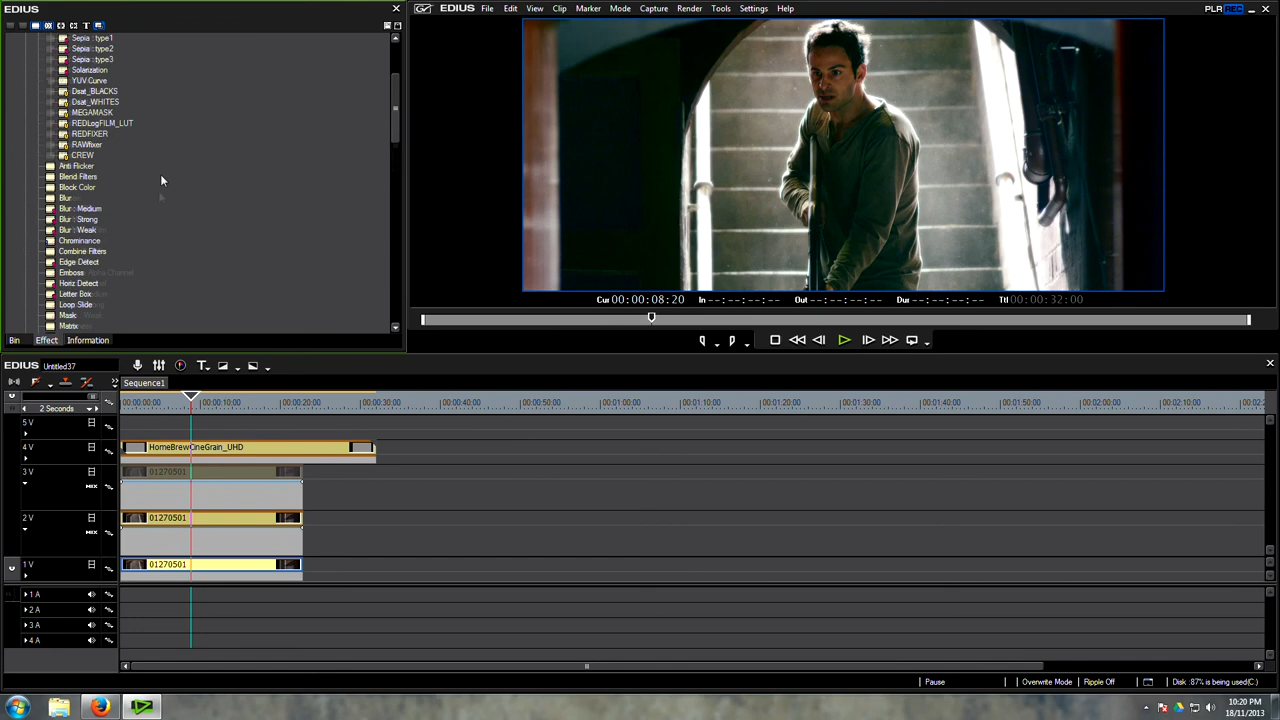 EDIUS
EDIUS File Edit View Clip Marker Mode Capture Render Tools Settings Help
PLR REC
Sepia : type1
Sepia : type2
Sepia : type3
Solarization
YUV Curve
Dsat_BLACKS
Dsat_WHITES
MEGAMASK
REDLogFILM_LUT
REDFIXER
RAWfixer
CREW
Anti Flicker
Blend Filters
Block Color
Blur
Blur : Medium
Blur : Strong
Blur : Weak
Chrominance
Combine Filters
Edge Detect
Emboss
Horiz Detect
Letter Box
Loop Slide
Mask
Matrix
Cur 00:00:08:20 In --:--:--:-- Out --:--:--:-- Dur --:--:--:-- Ttl 00:00:32:00
Bin Effect Information
EDIUS Untitled37
T
Sequence1
2 Seconds
00:00:00:00 00:00:10:00 00:00:20:00 00:00:30:00 00:00:40:00 00:00:50:00 00:01:00:00 00:01:10:00 00:01:20:00 00:01:30:00 00:01:40:00 00:01:50:00 00:02:00:00 00:02:10:00
5 V
4 V HomeBrewCineGrain_UHD
3 V 01270501
MIX
2 V 01270501
MIX
1 V 01270501
1 A
2 A
3 A
4 A
Pause Overwrite Mode Ripple Off Disk :87% is being used(C:)
10:20 PM
18/11/2013